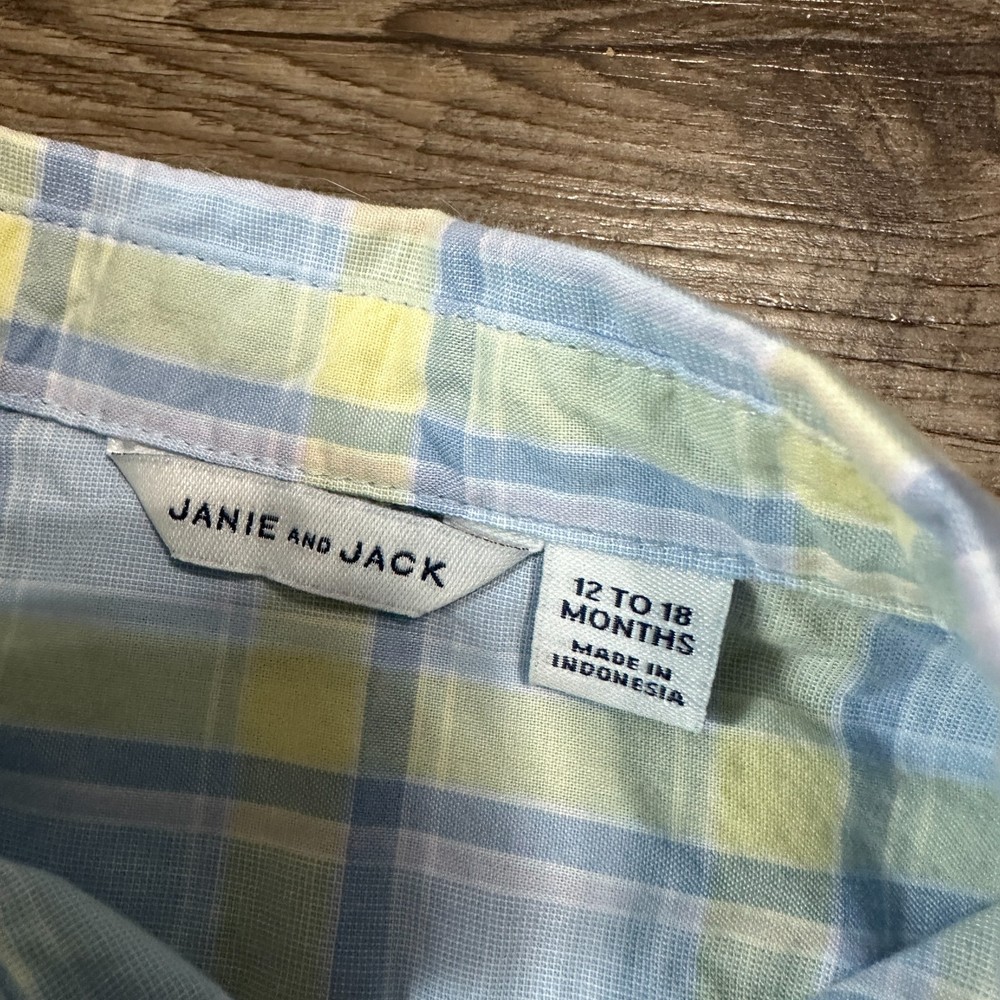 JANIE AND JACK
12 TO 18
MONTHS
MADE IN
INDONESIA